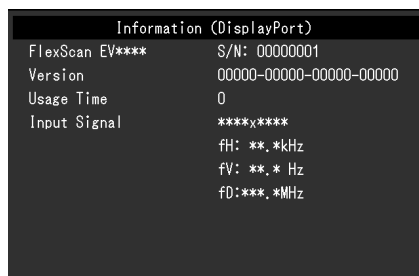 Information (DisplayPort)
FlexScan EV**** S/N: 00000001
Version 00000-00000-00000-00000
Usage Time 0
Input Signal ****x****
fH: **.*kHz
fV: **.* Hz
fD:***.*MHz